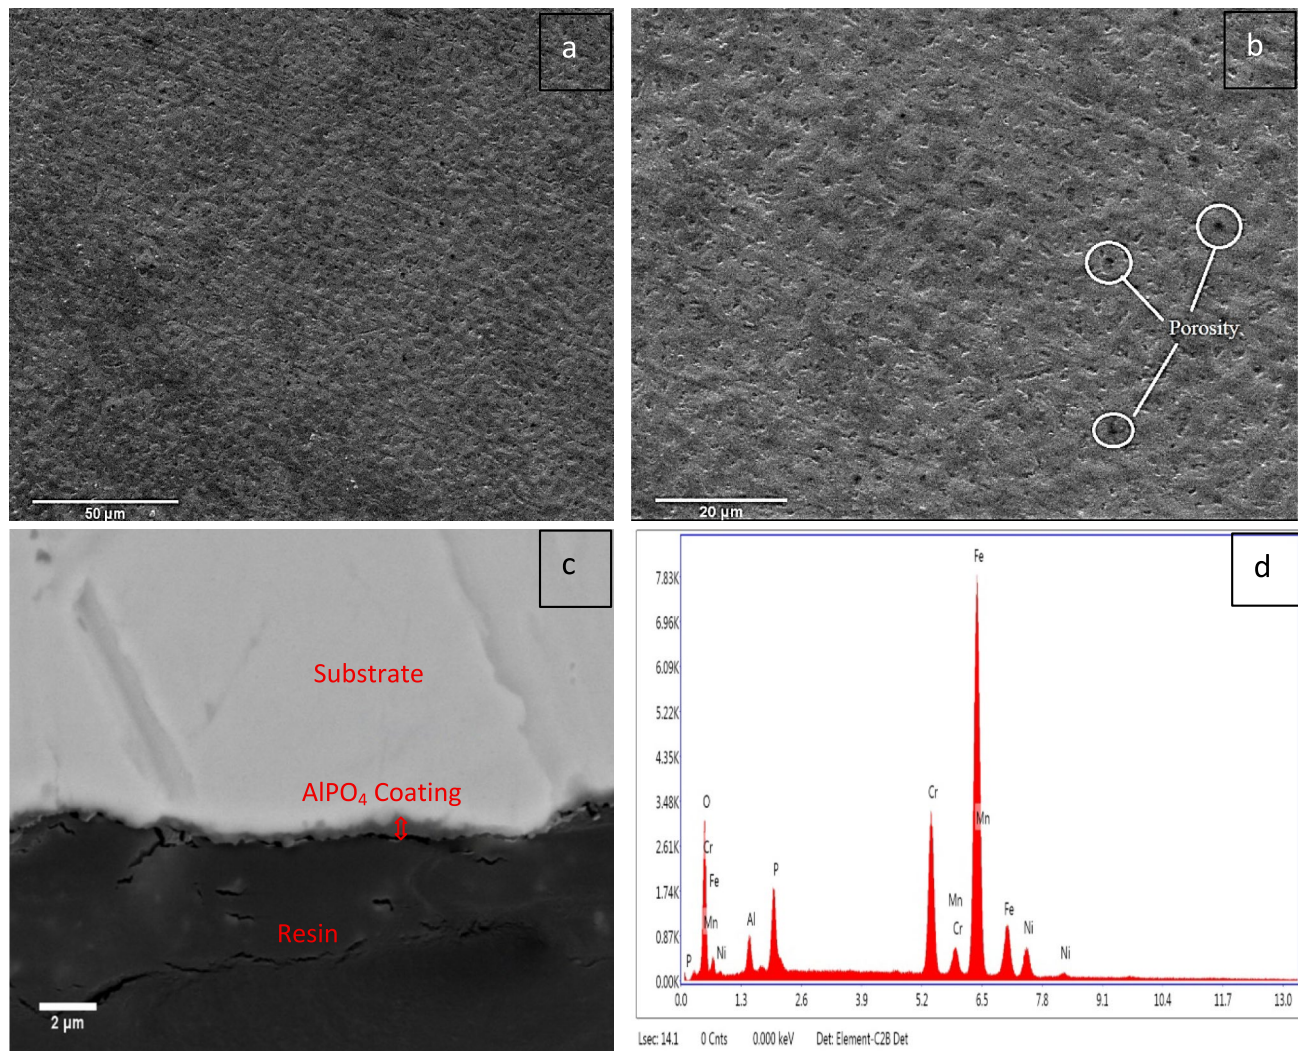 a
50 µm
b
Porosity
20 µm
c
Substrate
AlPO₄ Coating
Resin
2 µm
d
Fe
7.83K
6.96K
6.09K
5.22K
4.35K
3.48K
2.61K
1.74K
0.87K
0.00K
O
Cr
Fe
Mn
Ni
P
Al
P
Cr
Mn
Cr
Mn
Fe
Ni
Ni
0.0 1.3 2.6 3.9 5.2 6.5 7.8 9.1 10.4 11.7 13.0
Lsec: 14.1 0 Cnts 0.000 keV Det: Element-C2B Det